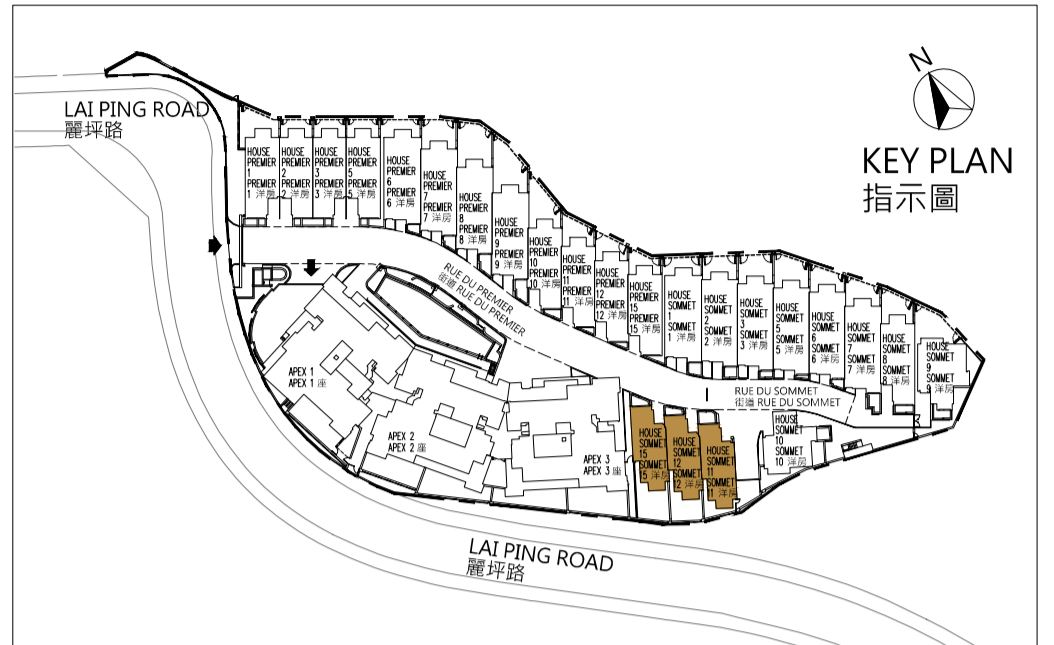 N
KEY PLAN
指示圖
LAI PING ROAD
麗坪路
HOUSE
PREMIER
1
PREMIER
1 洋房
HOUSE
PREMIER
2
PREMIER
2 洋房
HOUSE
PREMIER
3
PREMIER
3 洋房
HOUSE
PREMIER
5
PREMIER
5 洋房
HOUSE
PREMIER
6
PREMIER
6 洋房
HOUSE
PREMIER
7
PREMIER
7 洋房
HOUSE
PREMIER
8
PREMIER
8 洋房
HOUSE
PREMIER
9
PREMIER
9 洋房
HOUSE
PREMIER
10
PREMIER
10 洋房
HOUSE
PREMIER
11
PREMIER
11 洋房
HOUSE
PREMIER
12
PREMIER
12 洋房
HOUSE
PREMIER
15
PREMIER
15 洋房
HOUSE
SOMMET
1
SOMMET
1 洋房
HOUSE
SOMMET
2
SOMMET
2 洋房
HOUSE
SOMMET
3
SOMMET
3 洋房
HOUSE
SOMMET
5
SOMMET
5 洋房
HOUSE
SOMMET
6
SOMMET
6 洋房
HOUSE
SOMMET
7
SOMMET
7 洋房
HOUSE
SOMMET
8
SOMMET
8 洋房
HOUSE
SOMMET
9
SOMMET
9 洋房
RUE DU PREMIER
街道 RUE DU PREMIER
RUE DU SOMMET
街道 RUE DU SOMMET
APEX 1
APEX 1 座
APEX 2
APEX 2 座
APEX 3
APEX 3 座
HOUSE
SOMMET
15
SOMMET
15 洋房
HOUSE
SOMMET
12
SOMMET
12 洋房
HOUSE
SOMMET
11
SOMMET
11 洋房
HOUSE
SOMMET
10
SOMMET
10 洋房
LAI PING ROAD
麗坪路